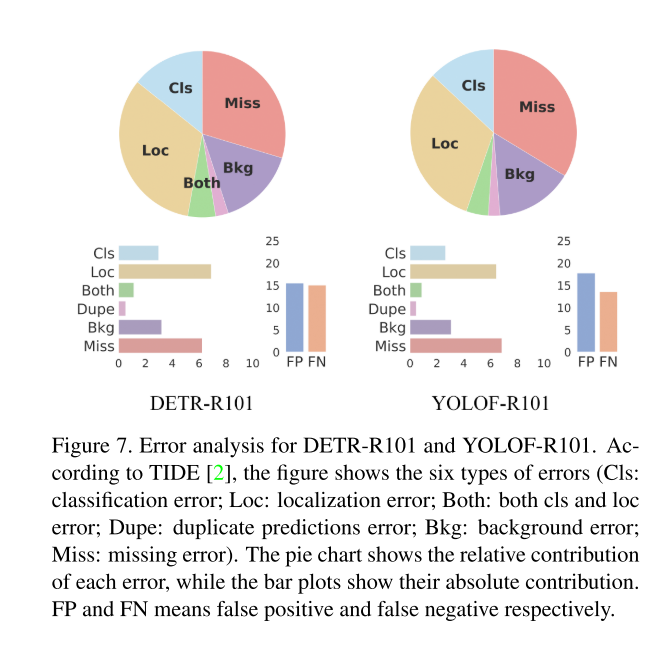 Cls
Miss
Loc
Both
Bkg
Cls
Miss
Loc
Bkg
Cls
Loc
Both
Dupe
Bkg
Miss
0 2 4 6 8 10
25
20
15
10
5
0
FP FN
DETR-R101
Cls
Loc
Both
Dupe
Bkg
Miss
0 2 4 6 8 10
25
20
15
10
5
0
FP FN
YOLOF-R101
Figure 7. Error analysis for DETR-R101 and YOLOF-R101. Ac-
cording to TIDE [2], the figure shows the six types of errors (Cls:
classification error; Loc: localization error; Both: both cls and loc
error; Dupe: duplicate predictions error; Bkg: background error;
Miss: missing error). The pie chart shows the relative contribution
of each error, while the bar plots show their absolute contribution.
FP and FN means false positive and false negative respectively.